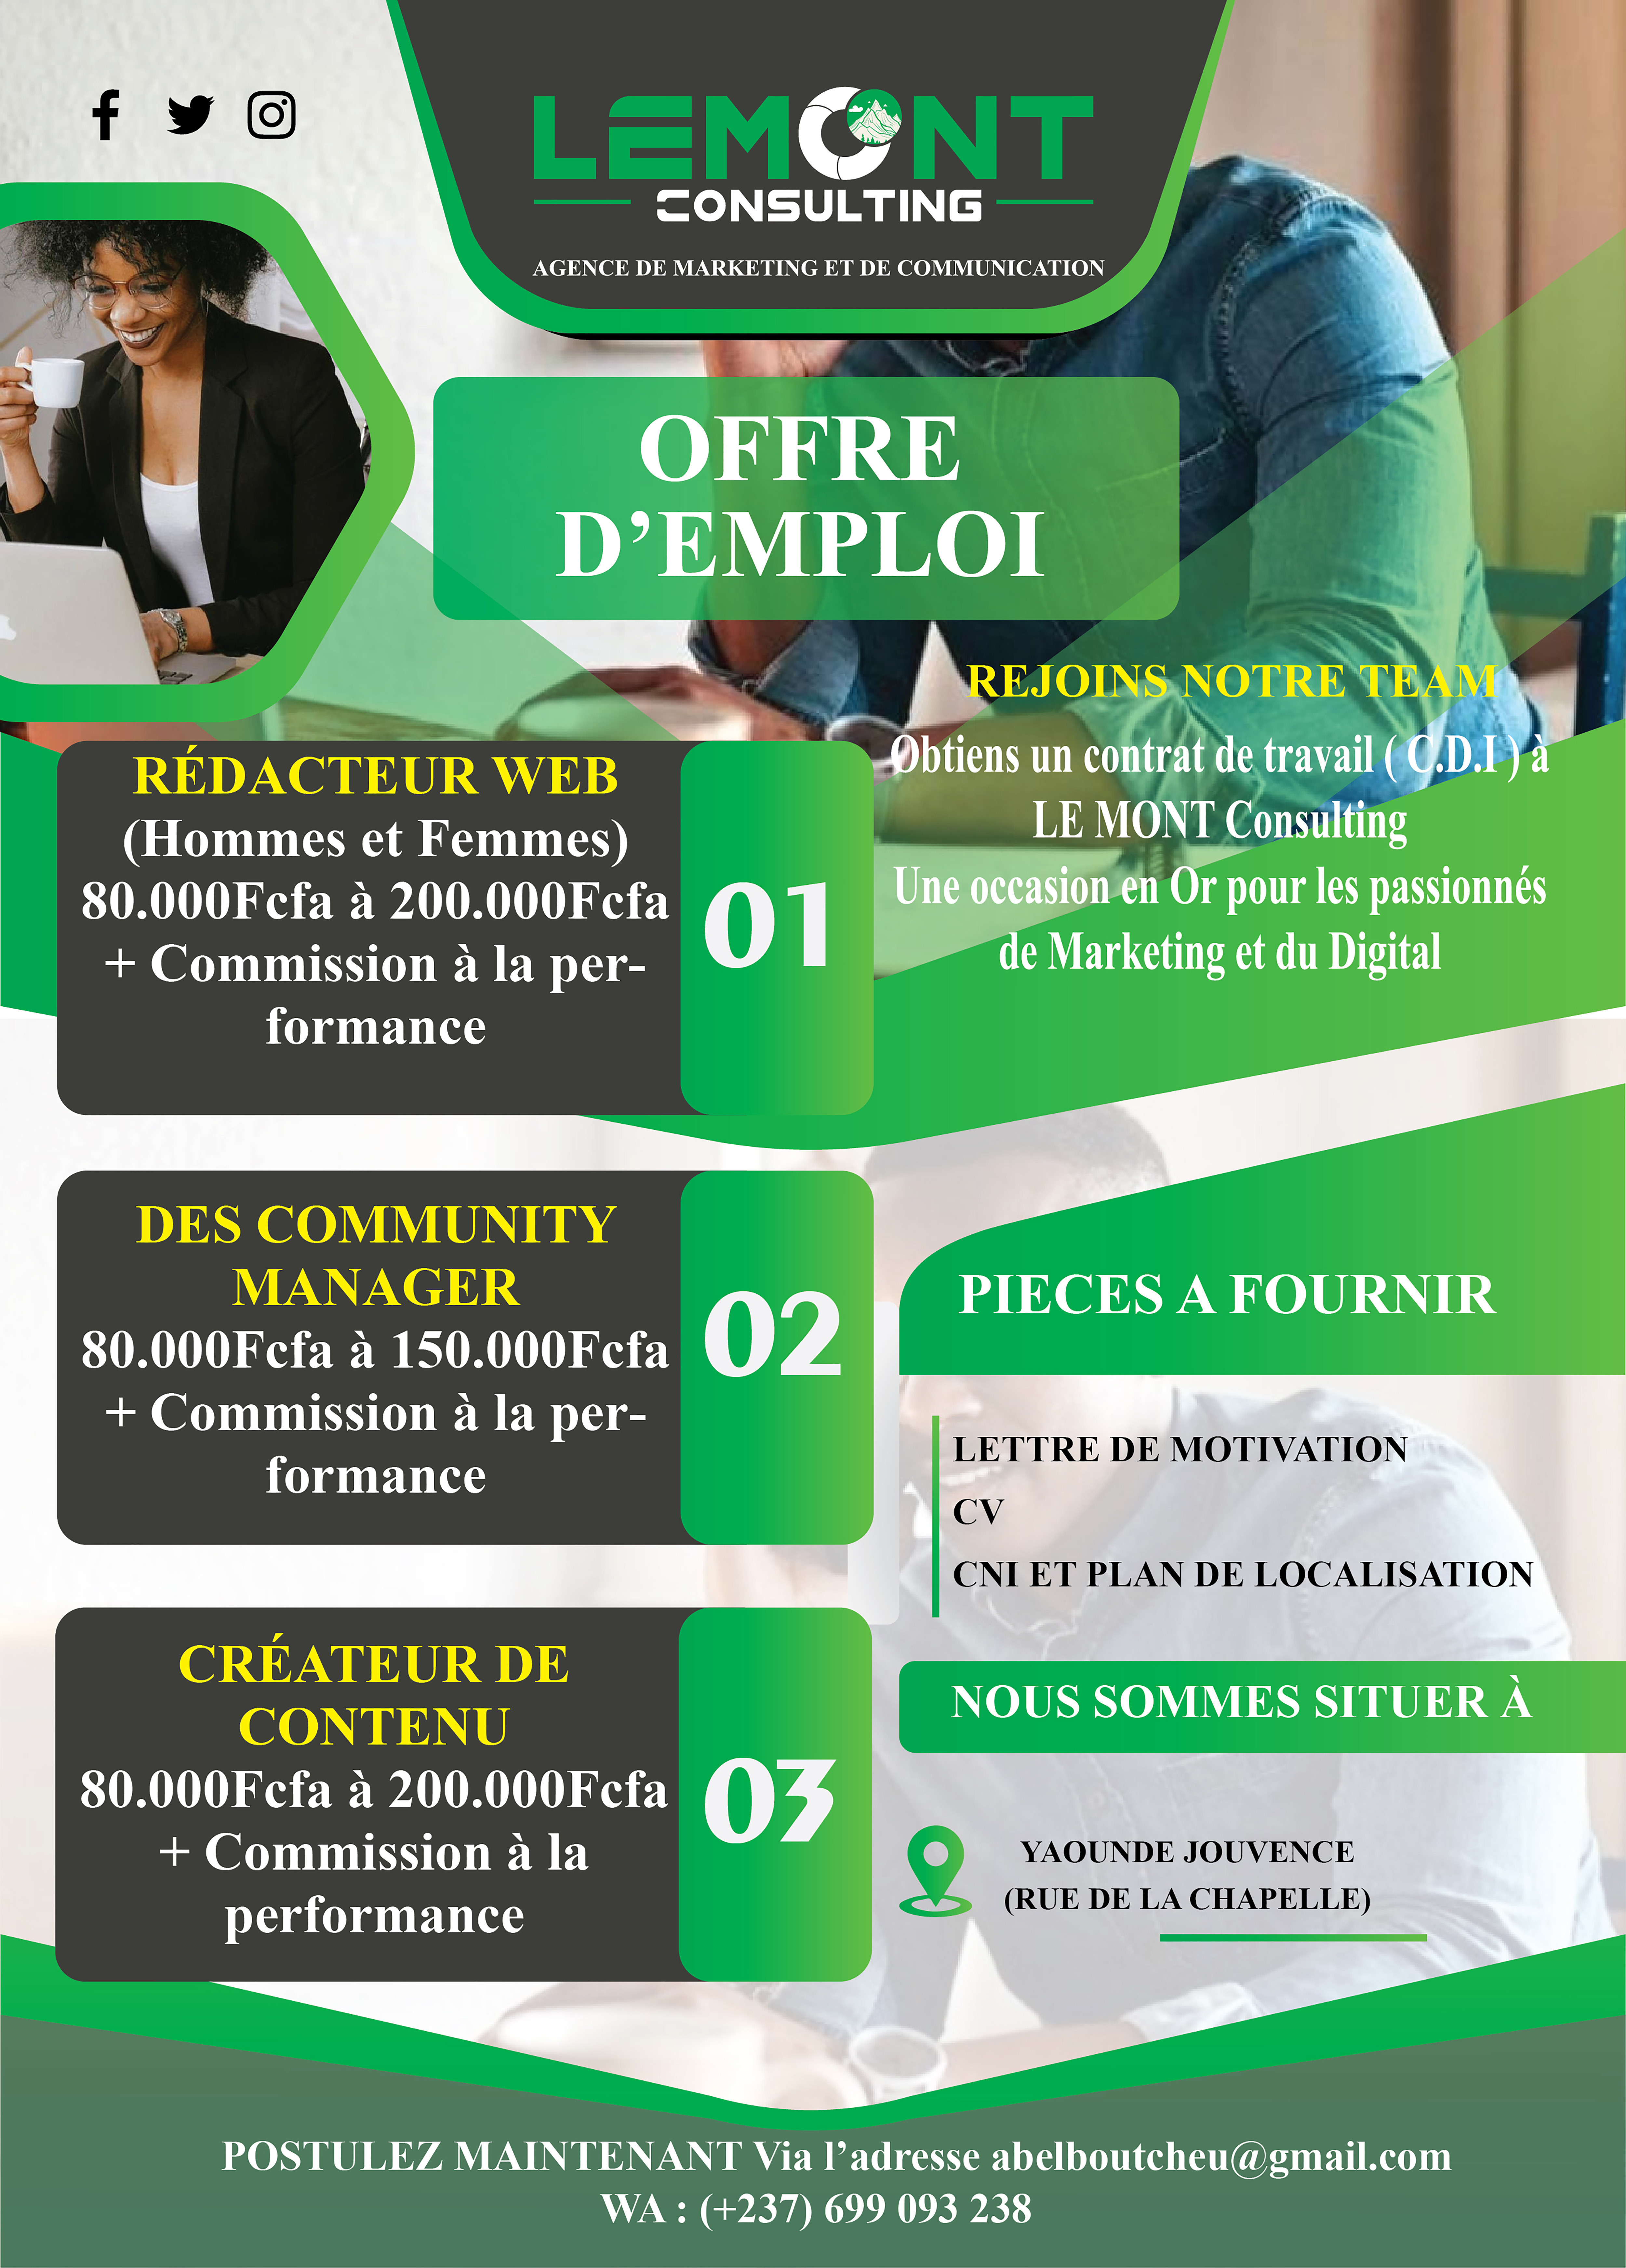 LEMONT
CONSULTING
AGENCE DE MARKETING ET DE COMMUNICATION
OFFRE
D’EMPLOI
REJOINS NOTRE TEAM
Obtiens un contrat de travail ( C.D.I ) à
LE MONT Consulting
Une occasion en Or pour les passionnés
de Marketing et du Digital
RÉDACTEUR WEB
(Hommes et Femmes)
80.000Fcfa à 200.000Fcfa
+ Commission à la per-
formance
01
DES COMMUNITY
MANAGER
80.000Fcfa à 150.000Fcfa
+ Commission à la per-
formance
02
CRÉATEUR DE
CONTENU
80.000Fcfa à 200.000Fcfa
+ Commission à la
performance
03
PIECES A FOURNIR
LETTRE DE MOTIVATION
CV
CNI ET PLAN DE LOCALISATION
NOUS SOMMES SITUER À
YAOUNDE JOUVENCE
(RUE DE LA CHAPELLE)
POSTULEZ MAINTENANT Via l’adresse abelboutcheu@gmail.com
WA : (+237) 699 093 238